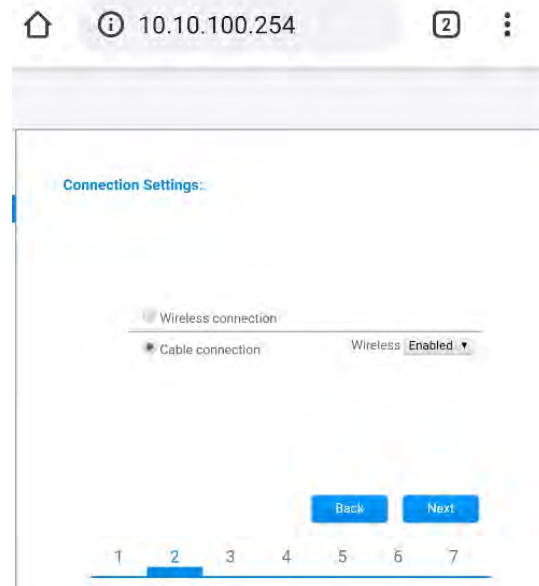 10.10.100.254 2
Connection Settings:
Wireless connection
Cable connection Wireless Enabled
Back Next
1 2 3 4 5 6 7